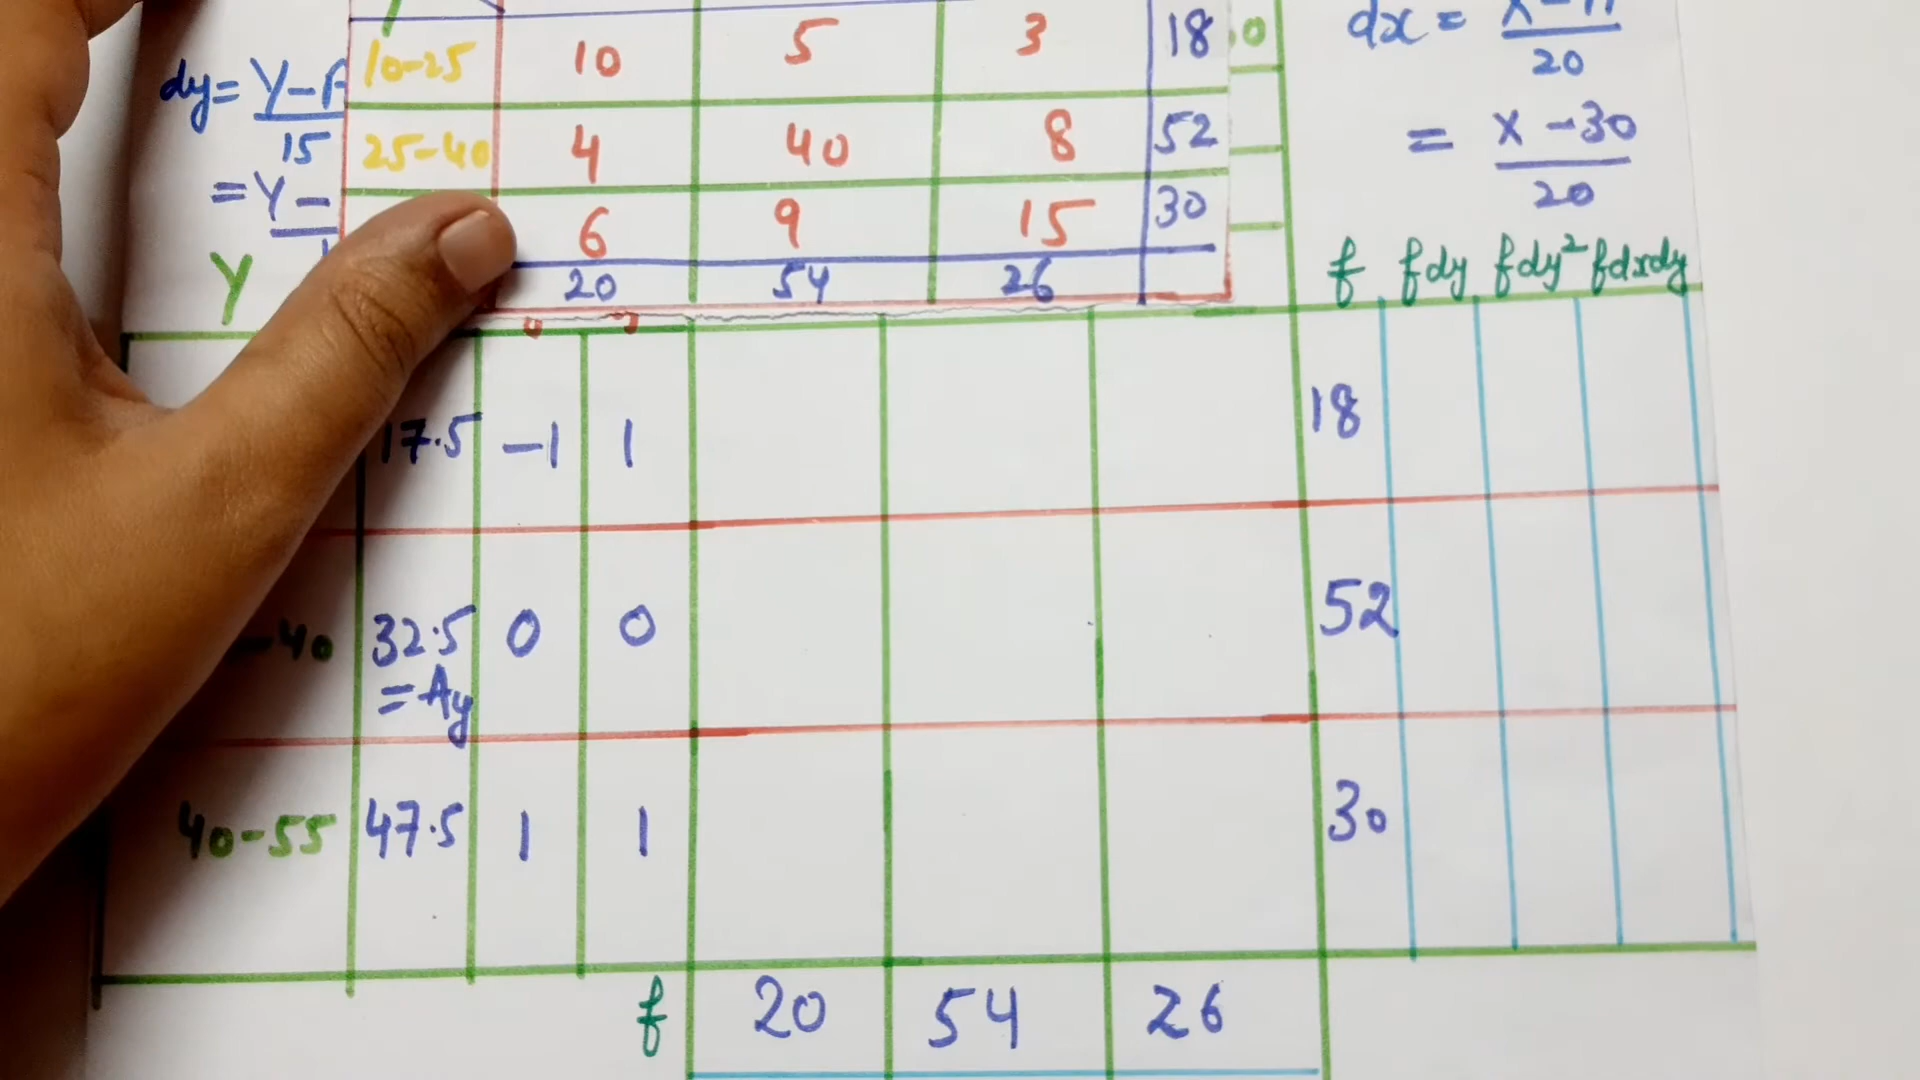 10-25 10 5 3 18
25-40 4 40 8 52
6 9 15 30
20 54 26
dy= Y-
15
= Y-
Y
dx =
20
= x -30
20
f fdy fdy² fdxdy
17.5 -1 1 18
-40 32.5 0 0 52
= Ay
40-55 47.5 1 1 30
f 20 54 26